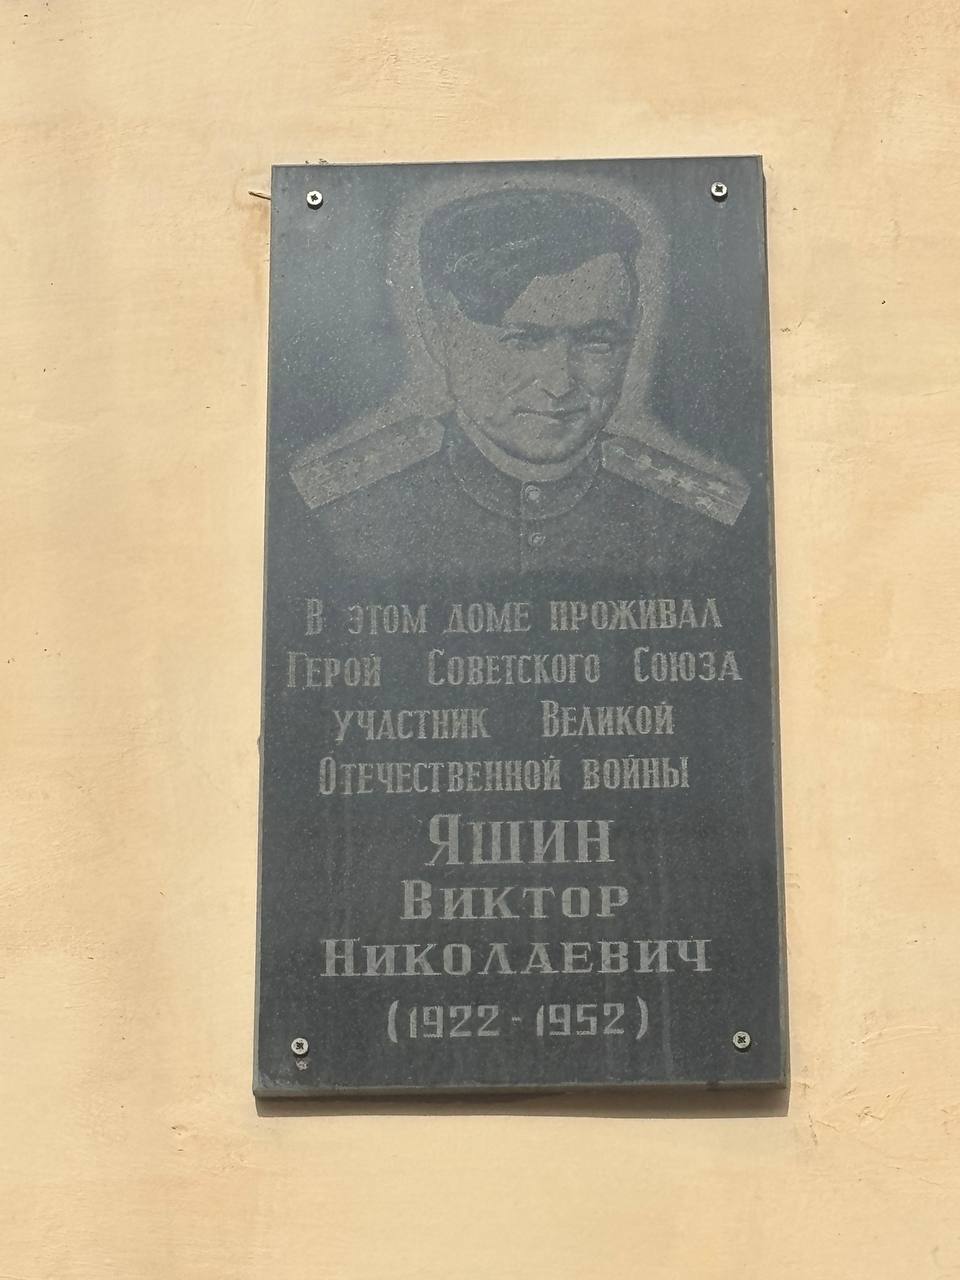 В этом доме проживал
Герой Советского Союза
участник Великой
Отечественной войны
Яшин
Виктор
Николаевич
(1922 - 1952)